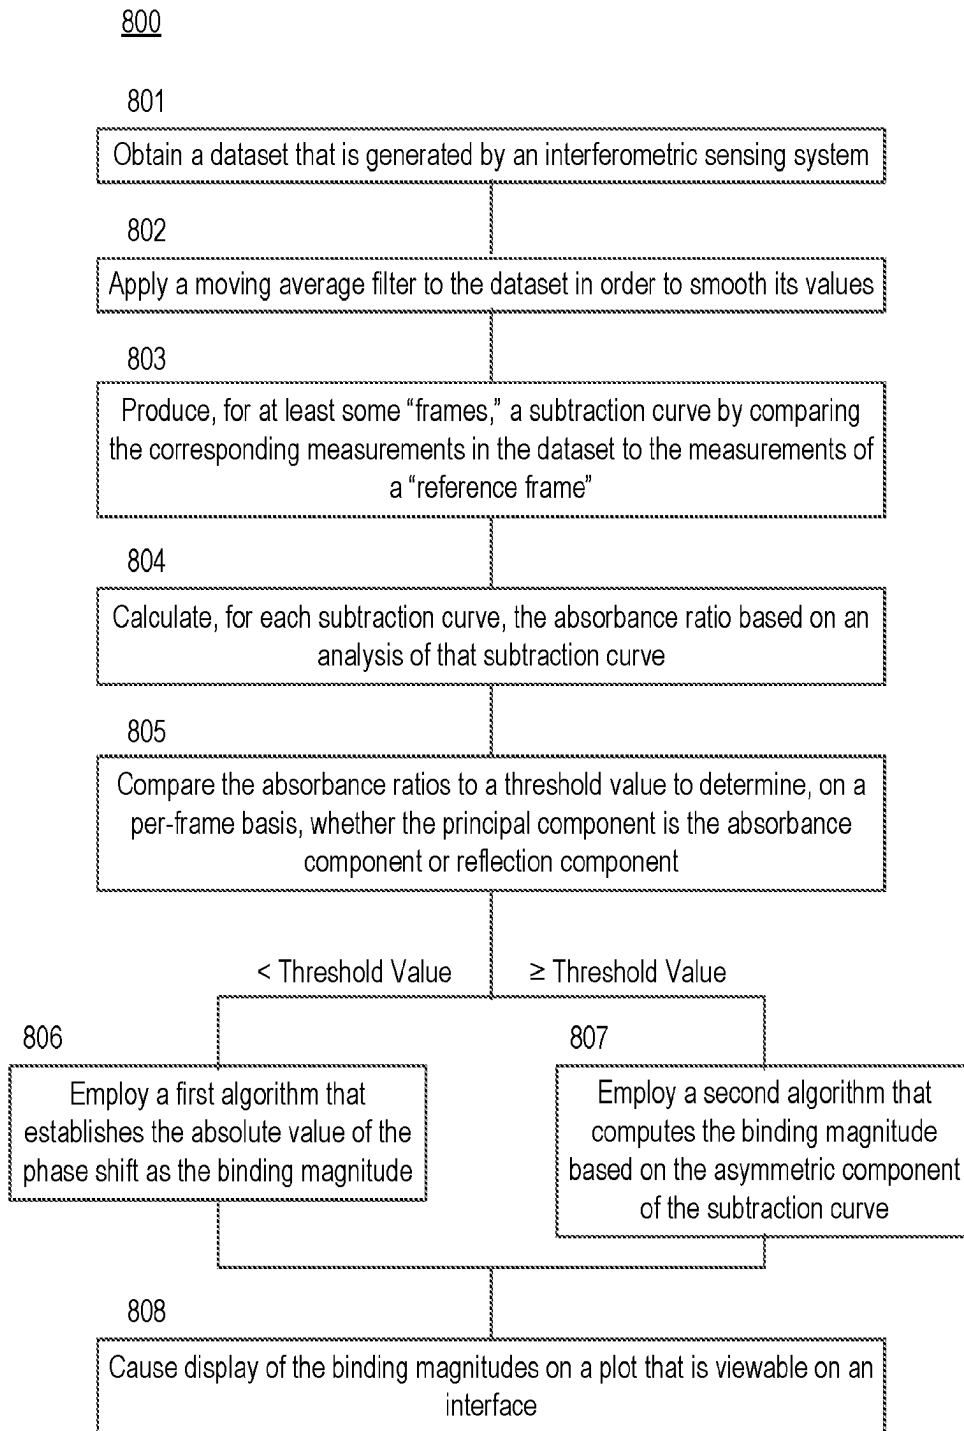 800
801
Obtain a dataset that is generated by an interferometric sensing system
802
Apply a moving average filter to the dataset in order to smooth its values
803
Produce, for at least some “frames,” a subtraction curve by comparing
the corresponding measurements in the dataset to the measurements of
a “reference frame”
804
Calculate, for each subtraction curve, the absorbance ratio based on an
analysis of that subtraction curve
805
Compare the absorbance ratios to a threshold value to determine, on a
per-frame basis, whether the principal component is the absorbance
component or reflection component
< Threshold Value
≥ Threshold Value
806
Employ a first algorithm that
establishes the absolute value of the
phase shift as the binding magnitude
807
Employ a second algorithm that
computes the binding magnitude
based on the asymmetric component
of the subtraction curve
808
Cause display of the binding magnitudes on a plot that is viewable on an
interface